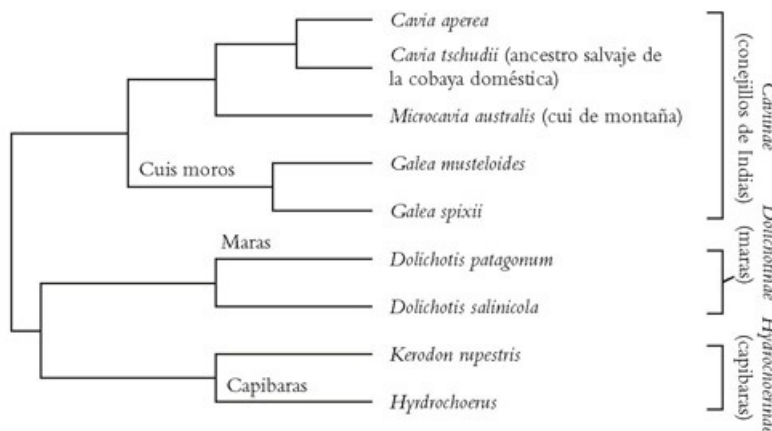 Cavia aperea
Cavia tschudii (ancestro salvaje de
la cobaya doméstica)
Microcavia australis (cui de montaña)
Cuis moros
Galea musteloides
Galea spixii
Maras
Dolichotis patagonum
Dolichotis salinicola
Kerodon rupestris
Capibaras
Hyrdrochoerus
Caviinae
(conejillos de Indias)
Dolichotinae
(maras)
Hydrochoerinae
(capibaras)